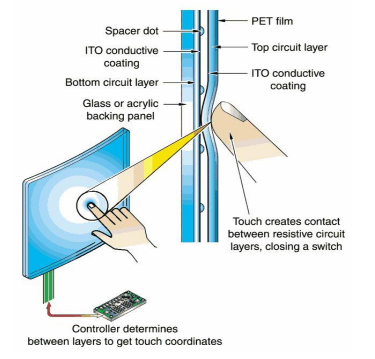 Spacer dot
ITO conductive
coating
Bottom circuit layer
Glass or acrylic
backing panel
PET film
Top circuit layer
ITO conductive
coating
Touch creates contact
between resistive circuit
layers, closing a switch
Controller determines
between layers to get touch coordinates